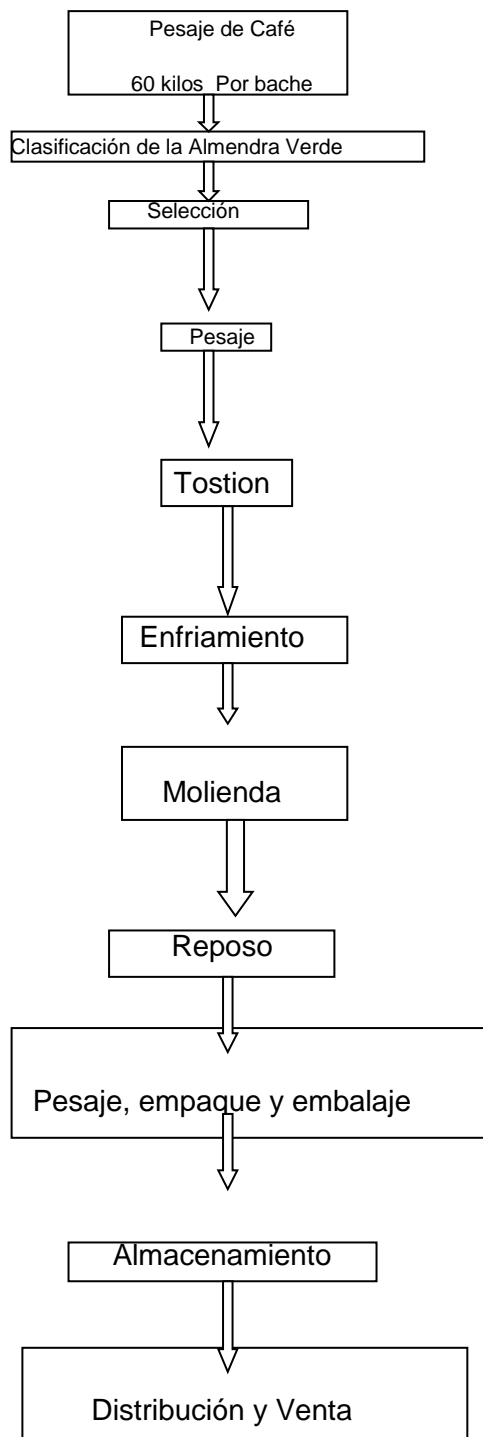 Pesaje de Café
60 kilos Por bache
Clasificación de la Almendra Verde
Selección
Pesaje
Tostion
Enfriamiento
Molienda
Reposo
Pesaje, empaque y embalaje
Almacenamiento
Distribución y Venta